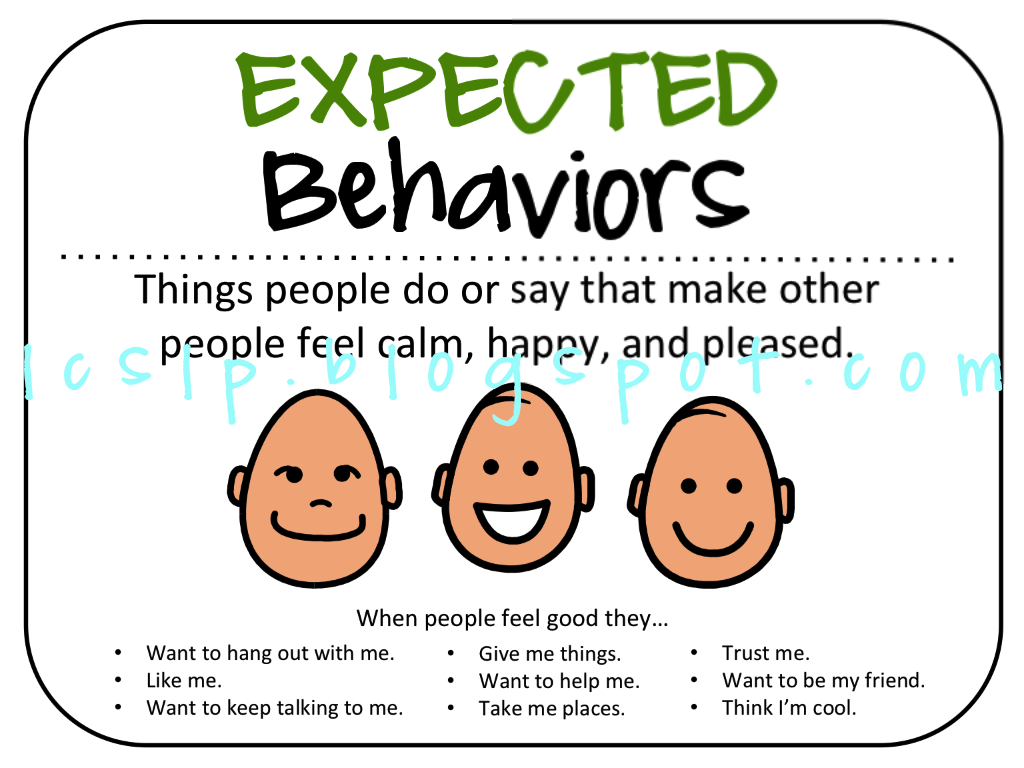 EXPECTED
Behaviors
Things people do or say that make other
people feel calm, happy, and pleased.
lcslp.blogspot.com
When people feel good they…
• Want to hang out with me.
• Like me.
• Want to keep talking to me.
• Give me things.
• Want to help me.
• Take me places.
• Trust me.
• Want to be my friend.
• Think I’m cool.